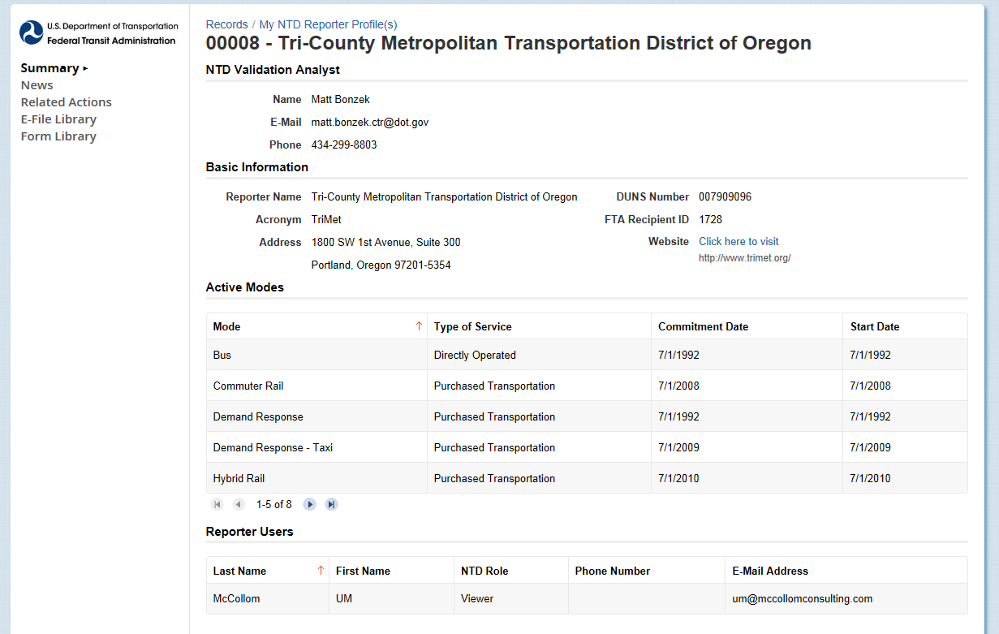 U.S. Department of Transportation
Federal Transit Administration
Summary
News
Related Actions
E-File Library
Form Library
Records / My NTD Reporter Profile(s)
00008 - Tri-County Metropolitan Transportation District of Oregon
NTD Validation Analyst
Name Matt Bonzek
E-Mail matt.bonzek.ctr@dot.gov
Phone 434-299-8803
Basic Information
Reporter Name Tri-County Metropolitan Transportation District of Oregon DUNS Number 007909096
Acronym TriMet FTA Recipient ID 1728
Address 1800 SW 1st Avenue, Suite 300 Website Click here to visit
http://www.trimet.org/
Portland, Oregon 97201-5354
Active Modes
Mode ↑ Type of Service Commitment Date Start Date
Bus Directly Operated 7/1/1992 7/1/1992
Commuter Rail Purchased Transportation 7/1/2008 7/1/2008
Demand Response Purchased Transportation 7/1/1992 7/1/1992
Demand Response - Taxi Purchased Transportation 7/1/2009 7/1/2009
Hybrid Rail Purchased Transportation 7/1/2010 7/1/2010
1-5 of 8
Reporter Users
Last Name ↑ First Name NTD Role Phone Number E-Mail Address
McCollom UM Viewer um@mccollomconsulting.com